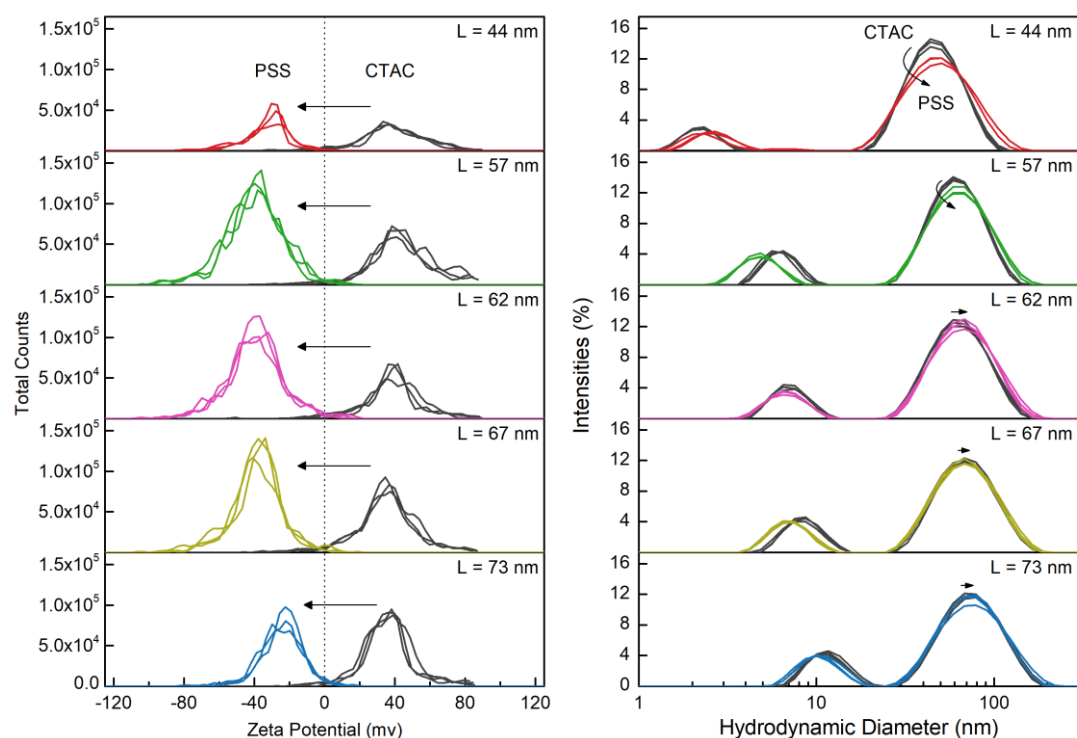 1.5x10⁵
1.0x10⁵
5.0x10⁴
L = 44 nm
PSS
CTAC
1.5x10⁵
1.0x10⁵
5.0x10⁴
L = 57 nm
1.5x10⁵
1.0x10⁵
5.0x10⁴
L = 62 nm
1.5x10⁵
1.0x10⁵
5.0x10⁴
L = 67 nm
1.5x10⁵
1.0x10⁵
5.0x10⁴
0.0
L = 73 nm
Total Counts
-120 -80 -40 0 40 80 120
Zeta Potential (mv)
16
12
8
4
L = 44 nm
CTAC
PSS
16
12
8
4
L = 57 nm
16
12
8
4
L = 62 nm
16
12
8
4
L = 67 nm
16
12
8
4
0
L = 73 nm
Intensities (%)
1 10 100
Hydrodynamic Diameter (nm)